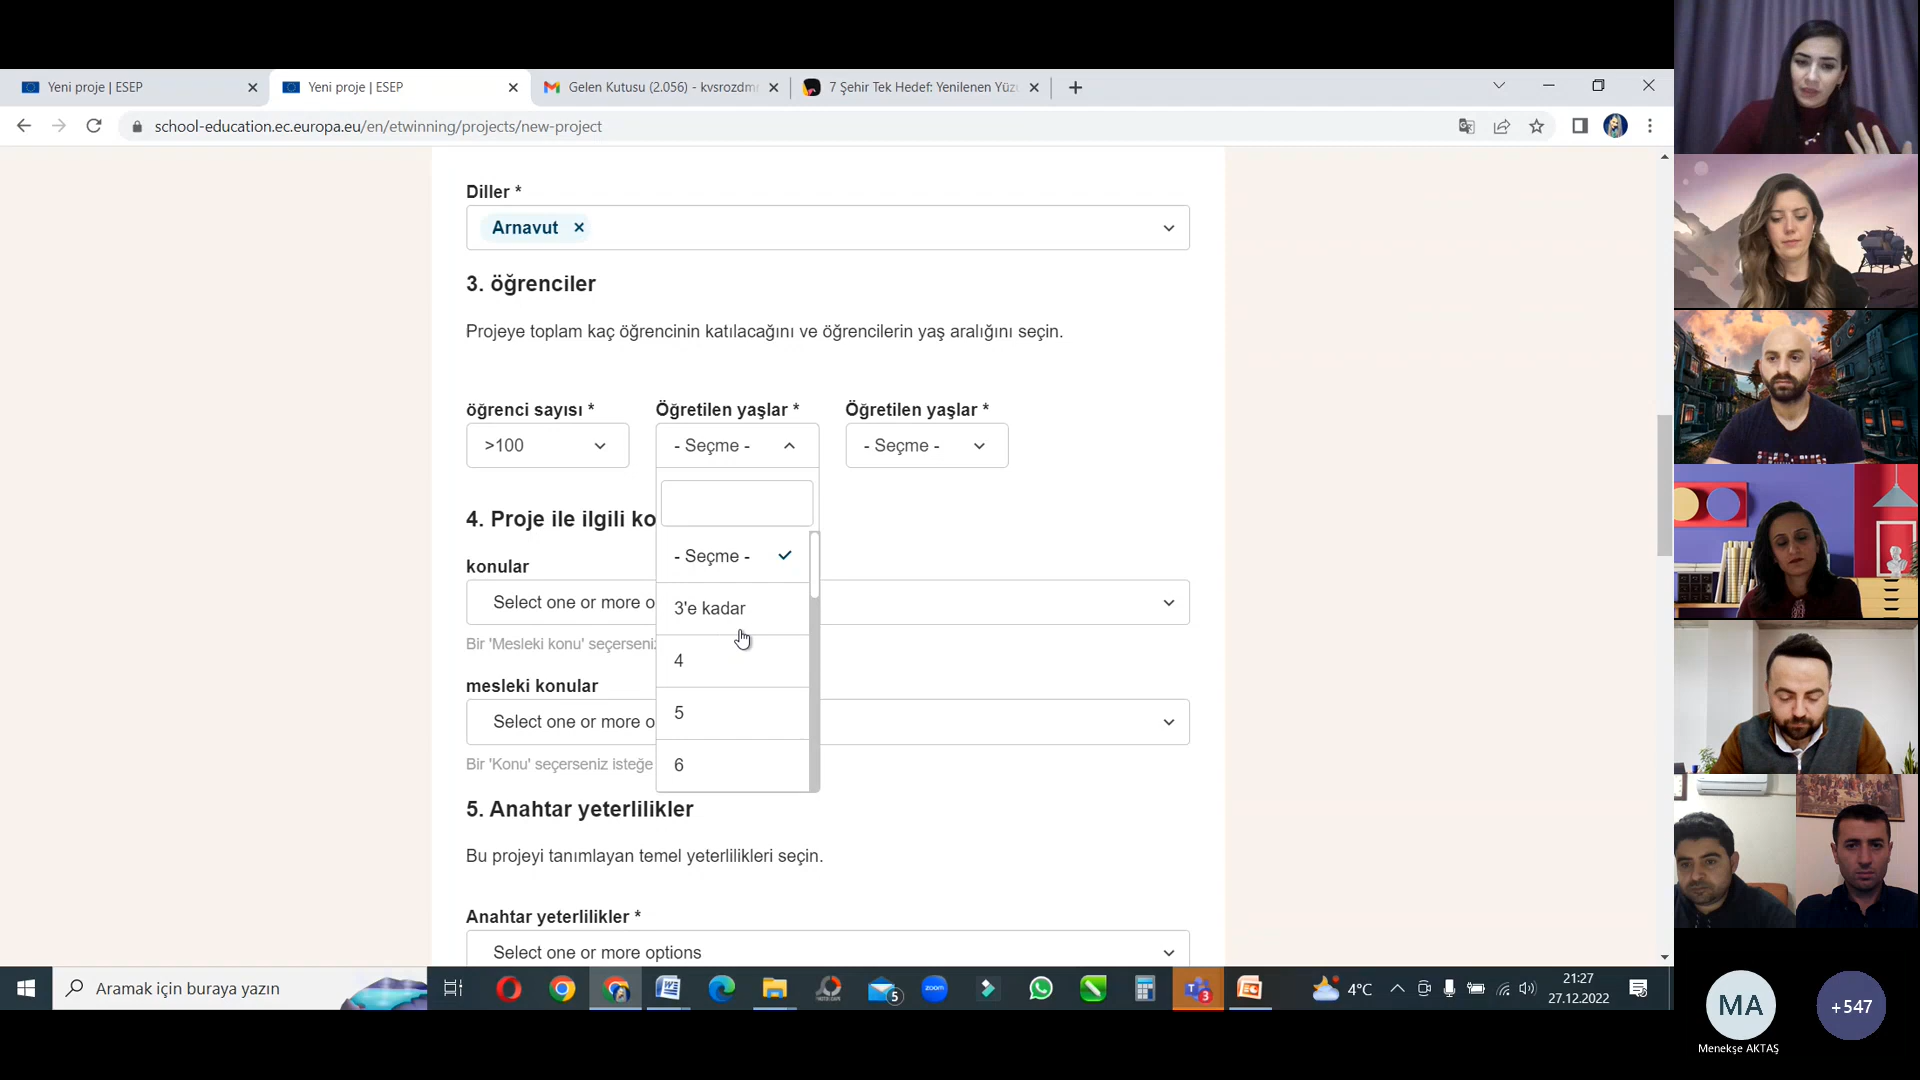 Yeni proje | ESEP
Yeni proje | ESEP
Gelen Kutusu (2.056) - kvsrozdmr
7 Şehir Tek Hedef: Yenilenen Yüzü
school-education.ec.europa.eu/en/etwinning/projects/new-project
Diller *
Arnavut ×
3. öğrenciler
Projeye toplam kaç öğrencinin katılacağını ve öğrencilerin yaş aralığını seçin.
öğrenci sayısı * Öğretilen yaşlar * Öğretilen yaşlar *
>100 - Seçme - - Seçme -
4. Proje ile ilgili ko
- Seçme -
konular
Select one or more o
3'e kadar
Bir 'Mesleki konu' seçerseni
4
mesleki konular
5
Select one or more o
Bir 'Konu' seçerseniz isteğe
6
5. Anahtar yeterlilikler
Bu projeyi tanımlayan temel yeterlilikleri seçin.
Anahtar yeterlilikler *
Select one or more options
Aramak için buraya yazın
5
zoom
3
4°C
21:27
27.12.2022
MA
+547
Menekşe AKTAŞ